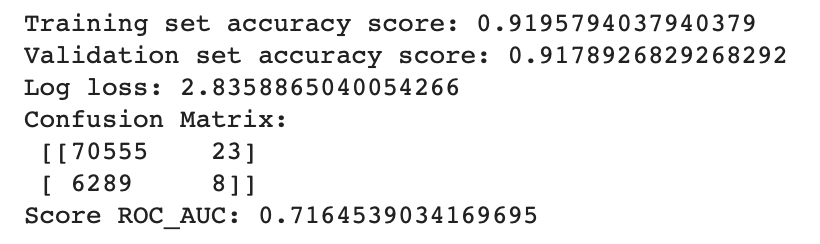 Training set accuracy score: 0.9195794037940379
Validation set accuracy score: 0.9178926829268292
Log loss: 2.8358865040054266
Confusion Matrix:
[[70555 23]
[ 6289 8]]
Score ROC_AUC: 0.7164539034169695